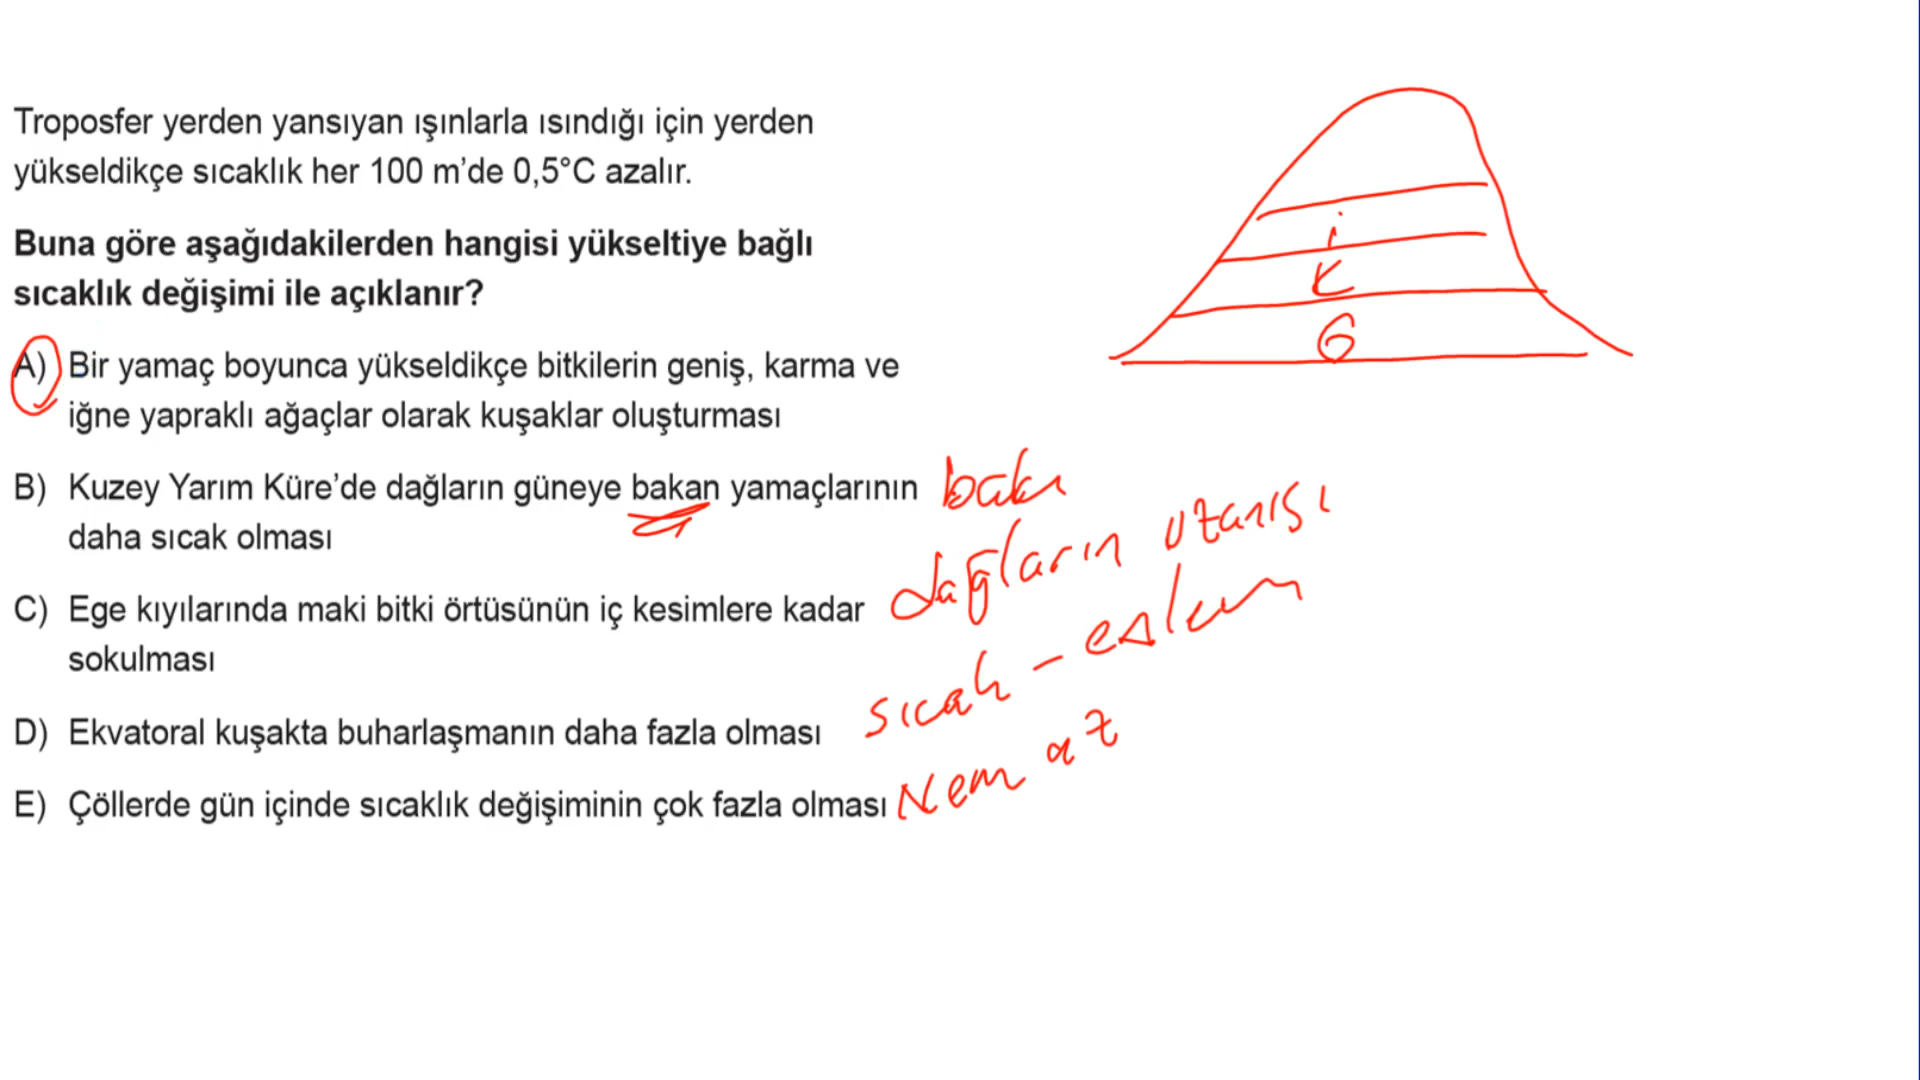 Troposfer yerden yansıyan ışınlarla ısındığı için yerden
yükseldikçe sıcaklık her 100 m’de 0,5°C azalır.
Buna göre aşağıdakilerden hangisi yükseltiye bağlı
sıcaklık değişimi ile açıklanır?
A) Bir yamaç boyunca yükseldikçe bitkilerin geniş, karma ve
iğne yapraklı ağaçlar olarak kuşaklar oluşturması
B) Kuzey Yarım Küre’de dağların güneye bakan yamaçlarının
daha sıcak olması
C) Ege kıyılarında maki bitki örtüsünün iç kesimlere kadar
sokulması
D) Ekvatoral kuşakta buharlaşmanın daha fazla olması
E) Çöllerde gün içinde sıcaklık değişiminin çok fazla olması
i
K
G
bakı
dağların uzanışı
sıcak –
Nem az